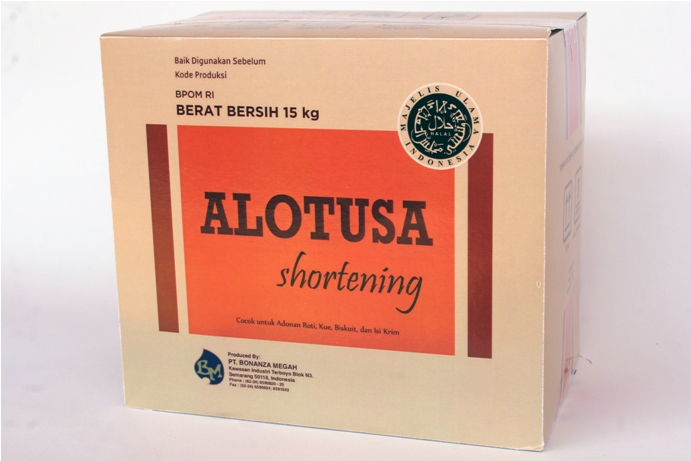 Baik Digunakan Sebelum
Kode Produksi
BPOM RI
BERAT BERSIH 15 kg
MAJELIS ULAMA INDONESIA
حلال
HALAL
ALOTUSA
shortening
Cocok untuk Adonan Roti, Kue, Biskuit, dan Isi Krim
BM
Produced By:
PT. BONANZA MEGAH
Kawasan Industri Terboyo Blok N3.
Semarang 50118, Indonesia